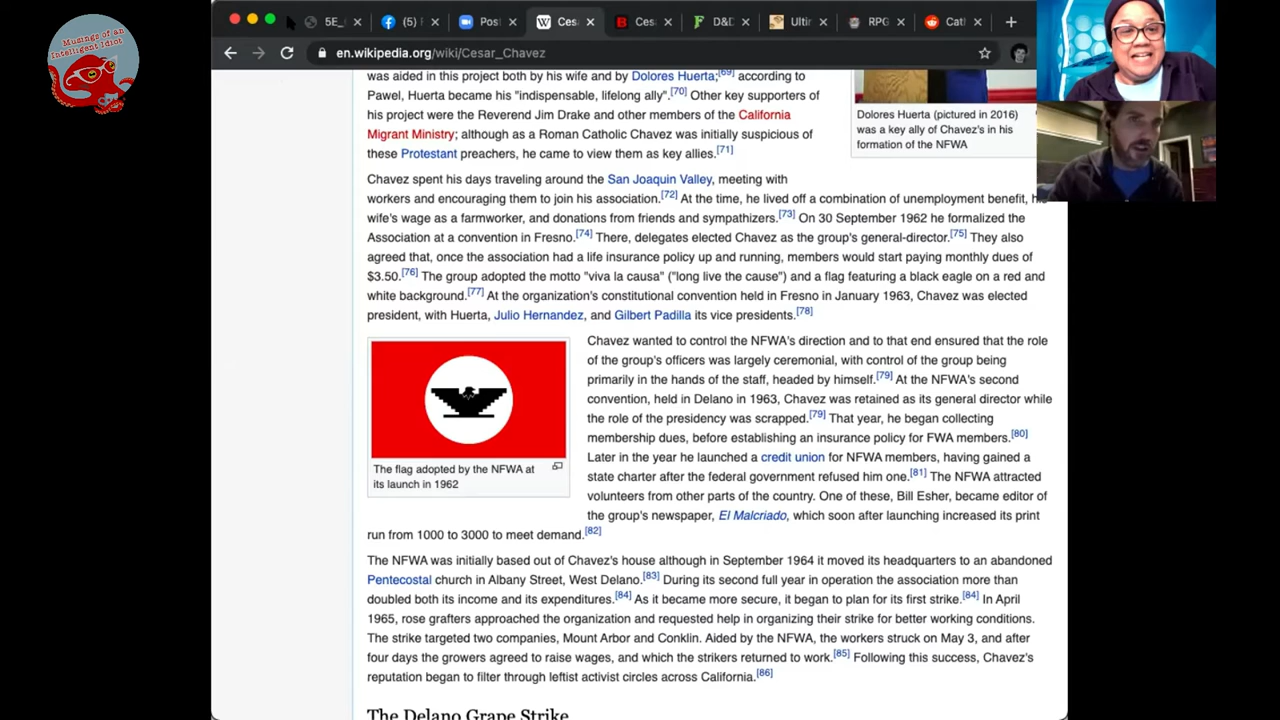 Musings of an
Intelligent Idiot
5E_
(5) F
Post
Ces
Ces
D&D
Ultir
RPG
Catl
en.wikipedia.org/wiki/Cesar_Chavez
was aided in this project both by his wife and by Dolores Huerta;[69] according to
Pawel, Huerta became his "indispensable, lifelong ally".[70] Other key supporters of
his project were the Reverend Jim Drake and other members of the California
Migrant Ministry; although as a Roman Catholic Chavez was initially suspicious of
these Protestant preachers, he came to view them as key allies.[71]
Dolores Huerta (pictured in 2016)
was a key ally of Chavez's in his
formation of the NFWA
Chavez spent his days traveling around the San Joaquin Valley, meeting with
workers and encouraging them to join his association.[72] At the time, he lived off a combination of unemployment benefit, his
wife's wage as a farmworker, and donations from friends and sympathizers.[73] On 30 September 1962 he formalized the
Association at a convention in Fresno.[74] There, delegates elected Chavez as the group's general-director.[75] They also
agreed that, once the association had a life insurance policy up and running, members would start paying monthly dues of
$3.50.[76] The group adopted the motto "viva la causa" ("long live the cause") and a flag featuring a black eagle on a red and
white background.[77] At the organization's constitutional convention held in Fresno in January 1963, Chavez was elected
president, with Huerta, Julio Hernandez, and Gilbert Padilla its vice presidents.[78]
The flag adopted by the NFWA at
its launch in 1962
Chavez wanted to control the NFWA's direction and to that end ensured that the role
of the group's officers was largely ceremonial, with control of the group being
primarily in the hands of the staff, headed by himself.[79] At the NFWA's second
convention, held in Delano in 1963, Chavez was retained as its general director while
the role of the presidency was scrapped.[79] That year, he began collecting
membership dues, before establishing an insurance policy for FWA members.[80]
Later in the year he launched a credit union for NFWA members, having gained a
state charter after the federal government refused him one.[81] The NFWA attracted
volunteers from other parts of the country. One of these, Bill Esher, became editor of
the group's newspaper, El Malcriado, which soon after launching increased its print
run from 1000 to 3000 to meet demand.[82]
The NFWA was initially based out of Chavez's house although in September 1964 it moved its headquarters to an abandoned
Pentecostal church in Albany Street, West Delano.[83] During its second full year in operation the association more than
doubled both its income and its expenditures.[84] As it became more secure, it began to plan for its first strike.[84] In April
1965, rose grafters approached the organization and requested help in organizing their strike for better working conditions.
The strike targeted two companies, Mount Arbor and Conklin. Aided by the NFWA, the workers struck on May 3, and after
four days the growers agreed to raise wages, and which the strikers returned to work.[85] Following this success, Chavez's
reputation began to filter through leftist activist circles across California.[86]
The Delano Grape Strike